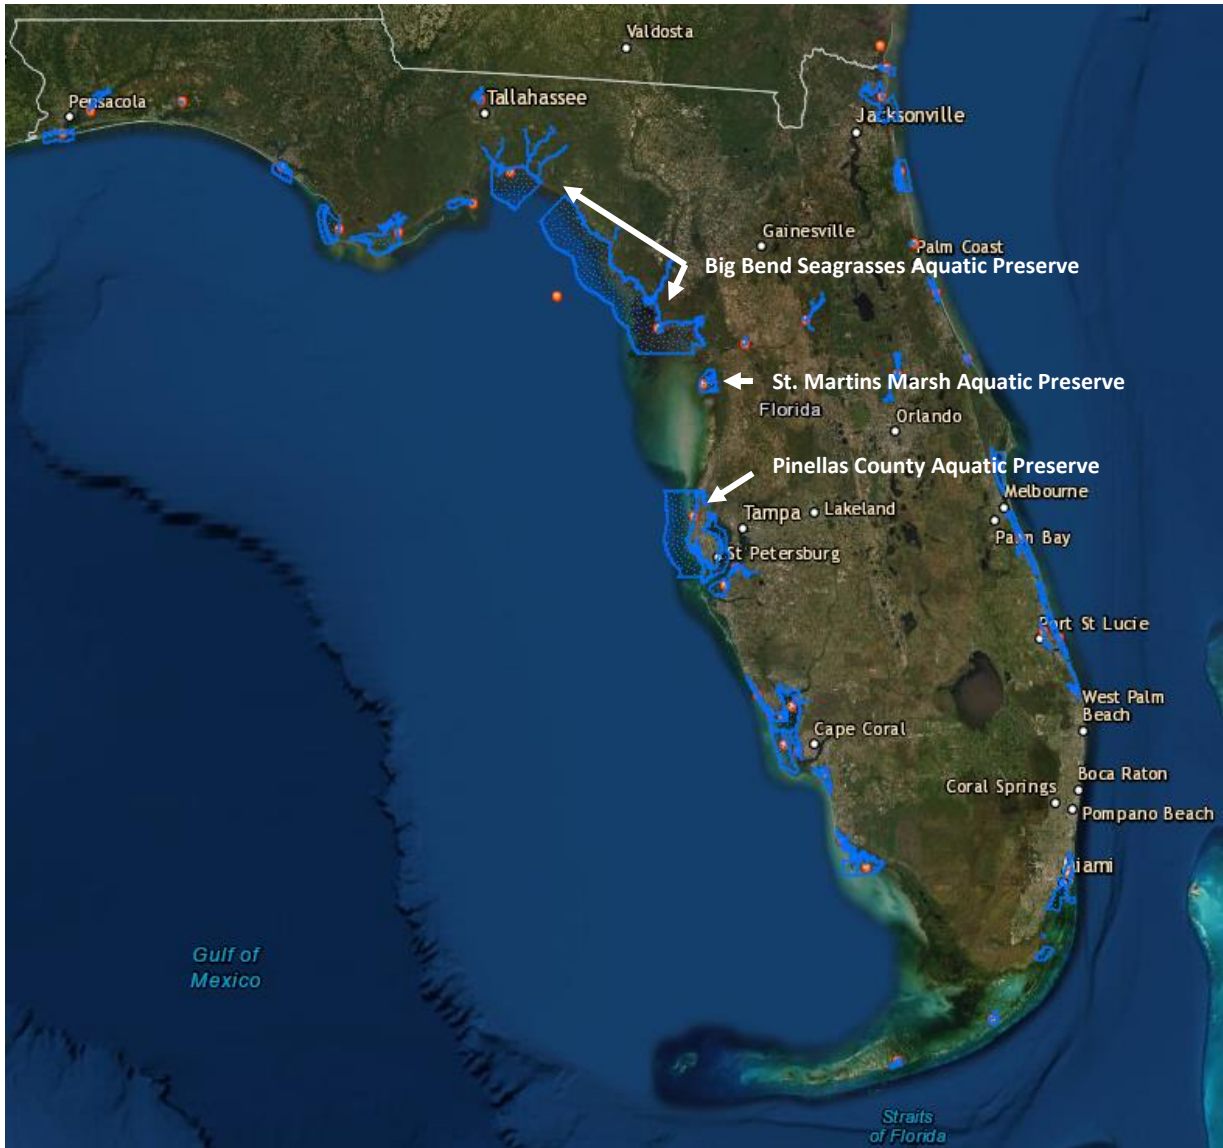 Valdosta
Pensacola
Tallahassee
Jacksonville
Gainesville
Palm Coast
Big Bend Seagrasses Aquatic Preserve
St. Martins Marsh Aquatic Preserve
Florida
Orlando
Pinellas County Aquatic Preserve
Melbourne
Tampa
Lakeland
Palm Bay
St Petersburg
Port St Lucie
West Palm
Beach
Cape Coral
Boca Raton
Coral Springs
Pompano Beach
Miami
Gulf of
Mexico
Straits
of Florida